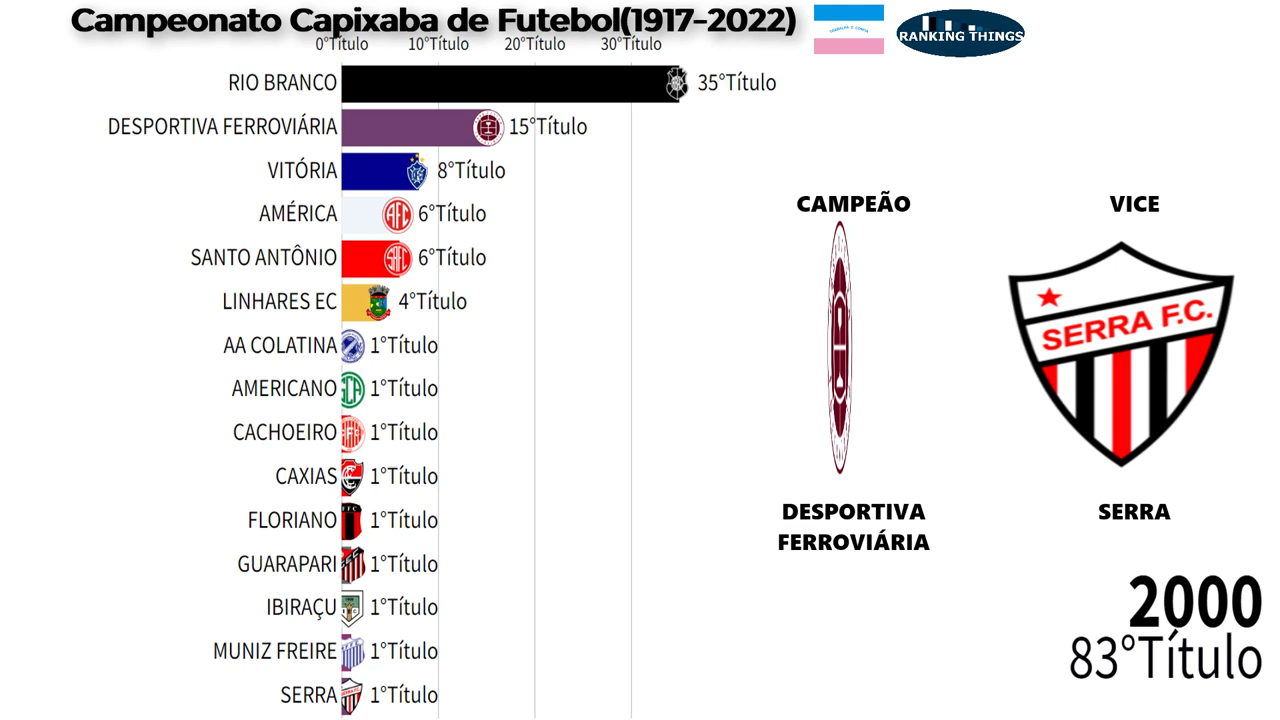 Campeonato Capixaba de Futebol(1917-2022)
RANKING THINGS
0°Título 10°Título 20°Título 30°Título
RIO BRANCO 35°Título
DESPORTIVA FERROVIÁRIA 15°Título
VITÓRIA 8°Título
AMÉRICA AFC 6°Título
SANTO ANTÔNIO SAFC 6°Título
LINHARES EC 4°Título
AA COLATINA 1°Título
AMERICANO 1°Título
CACHOEIRO 1°Título
CAXIAS 1°Título
FLORIANO 1°Título
GUARAPARI 1°Título
IBIRAÇU 1°Título
MUNIZ FREIRE 1°Título
SERRA 1°Título
CAMPEÃO
VICE
SERRA F.C.
DESPORTIVA
FERROVIÁRIA
SERRA
2000
83°Título